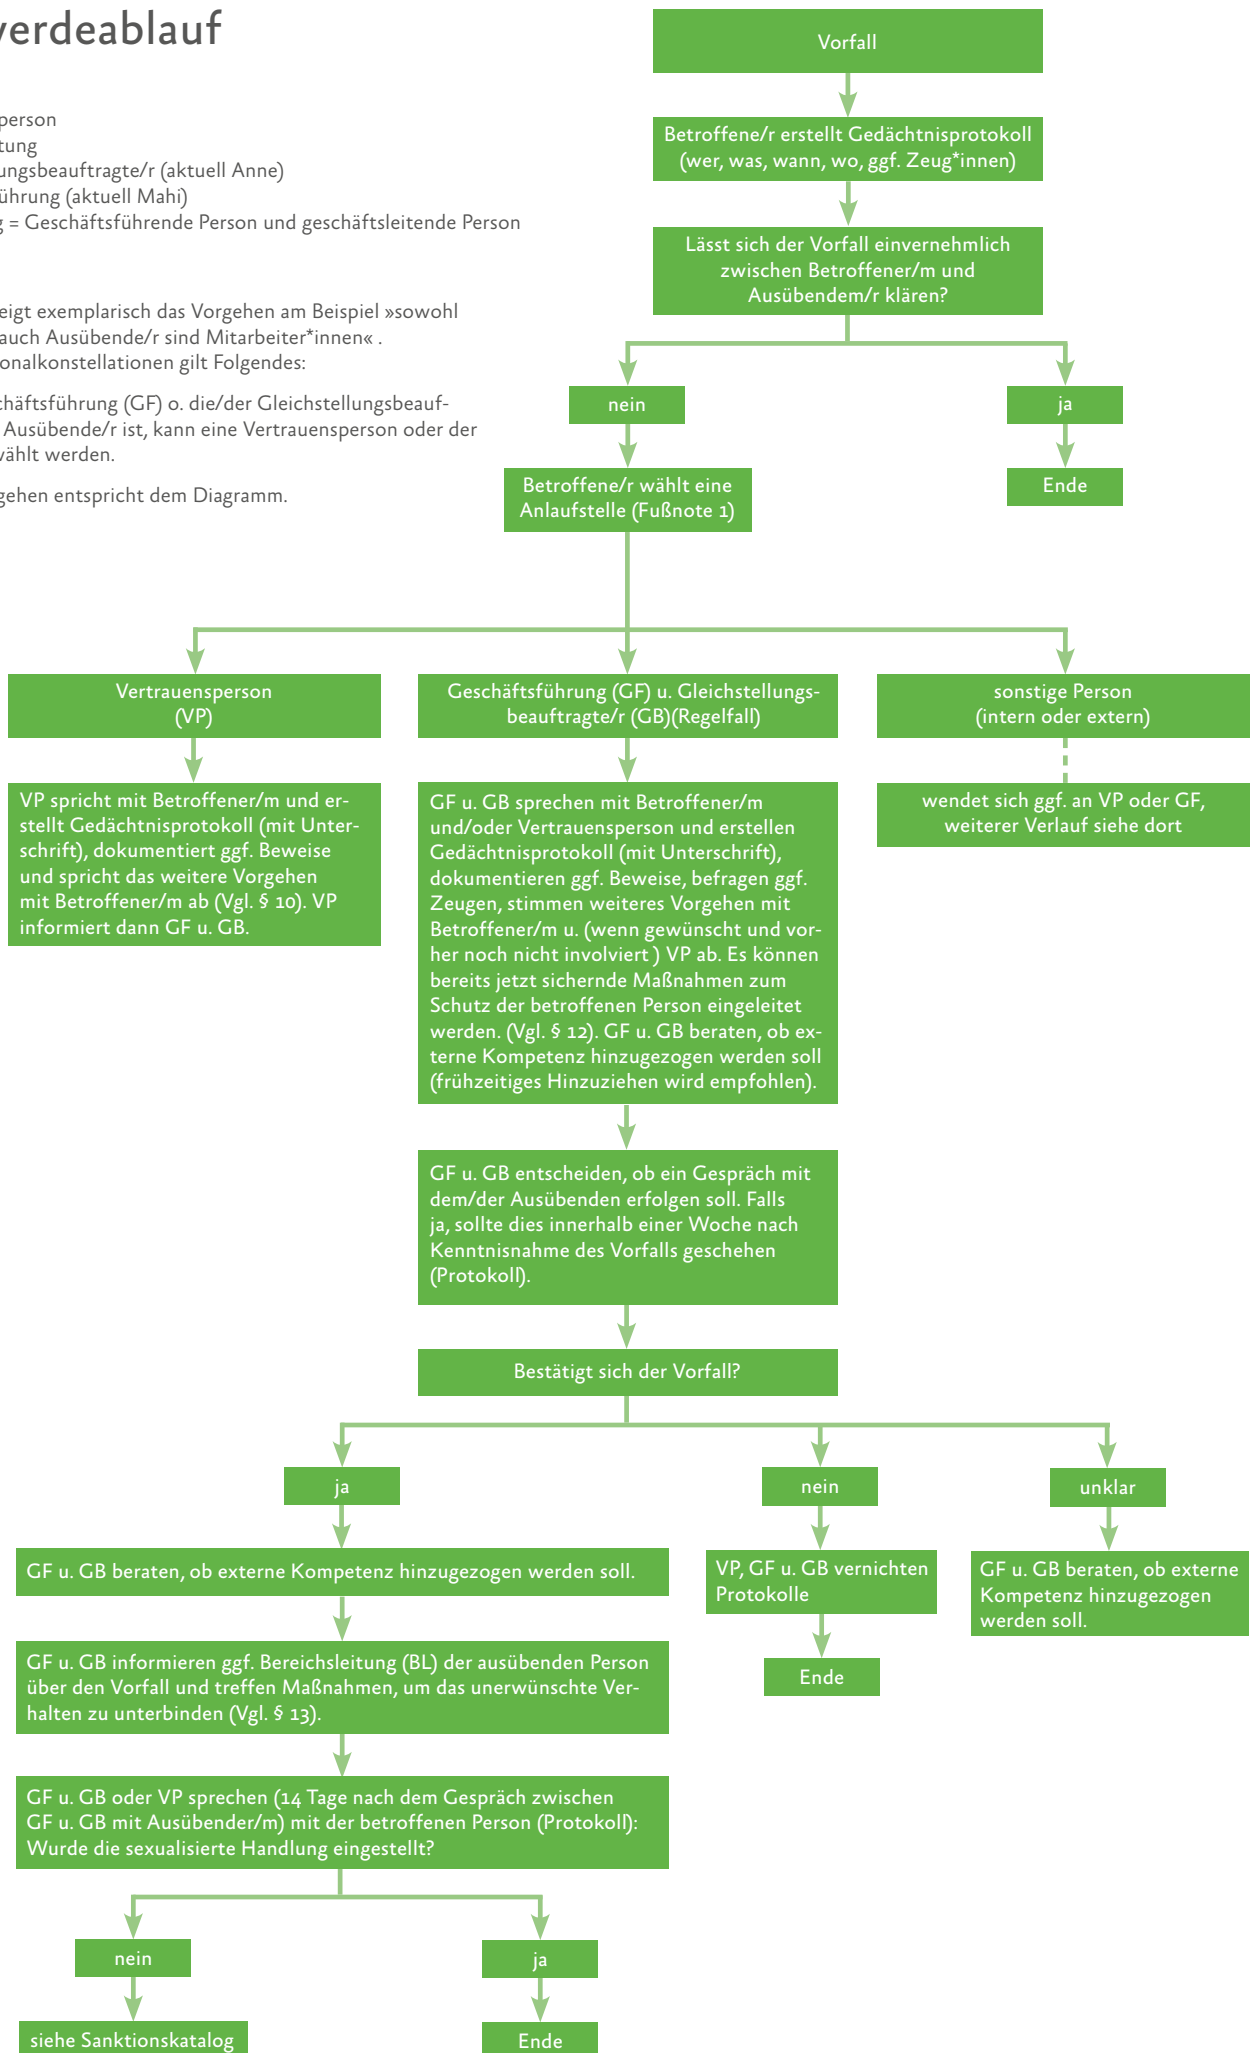 verdeablauf
person
tung
ungsbeauftragte/r (aktuell Anne)
ührung (aktuell Mahi)
g = Geschäftsführende Person und geschäftsleitende Person
eigt exemplarisch das Vorgehen am Beispiel »sowohl
auch Ausübende/r sind Mitarbeiter*innen« .
onalkonstellationen gilt Folgendes:
chäftsführung (GF) o. die/der Gleichstellungsbeauf-
Ausübende/r ist, kann eine Vertrauensperson oder der
vählt werden.
gehen entspricht dem Diagramm.
Vorfall
Betroffene/r erstellt Gedächtnisprotokoll
(wer, was, wann, wo, ggf. Zeug*innen)
Lässt sich der Vorfall einvernehmlich
zwischen Betroffener/m und
Ausübendem/r klären?
nein
ja
Betroffene/r wählt eine
Anlaufstelle (Fußnote 1)
Ende
Vertrauensperson
(VP)
Geschäftsführung (GF) u. Gleichstellungs-
beauftragte/r (GB)(Regelfall)
sonstige Person
(intern oder extern)
VP spricht mit Betroffener/m und er-
stellt Gedächtnisprotokoll (mit Unter-
schrift), dokumentiert ggf. Beweise
und spricht das weitere Vorgehen
mit Betroffener/m ab (Vgl. § 10). VP
informiert dann GF u. GB.
GF u. GB sprechen mit Betroffener/m
und/oder Vertrauensperson und erstellen
Gedächtnisprotokoll (mit Unterschrift),
dokumentieren ggf. Beweise, befragen ggf.
Zeugen, stimmen weiteres Vorgehen mit
Betroffener/m u. (wenn gewünscht und vor-
her noch nicht involviert ) VP ab. Es können
bereits jetzt sichernde Maßnahmen zum
Schutz der betroffenen Person eingeleitet
werden. (Vgl. § 12). GF u. GB beraten, ob ex-
terne Kompetenz hinzugezogen werden soll
(frühzeitiges Hinzuziehen wird empfohlen).
wendet sich ggf. an VP oder GF,
weiterer Verlauf siehe dort
GF u. GB entscheiden, ob ein Gespräch mit
dem/der Ausübenden erfolgen soll. Falls
ja, sollte dies innerhalb einer Woche nach
Kenntnisnahme des Vorfalls geschehen
(Protokoll).
Bestätigt sich der Vorfall?
ja
nein
unklar
GF u. GB beraten, ob externe Kompetenz hinzugezogen werden soll.
VP, GF u. GB vernichten
Protokolle
GF u. GB beraten, ob externe
Kompetenz hinzugezogen
werden soll.
GF u. GB informieren ggf. Bereichsleitung (BL) der ausübenden Person
über den Vorfall und treffen Maßnahmen, um das unerwünschte Ver-
halten zu unterbinden (Vgl. § 13).
Ende
GF u. GB oder VP sprechen (14 Tage nach dem Gespräch zwischen
GF u. GB mit Ausübender/m) mit der betroffenen Person (Protokoll):
Wurde die sexualisierte Handlung eingestellt?
nein
ja
siehe Sanktionskatalog
Ende